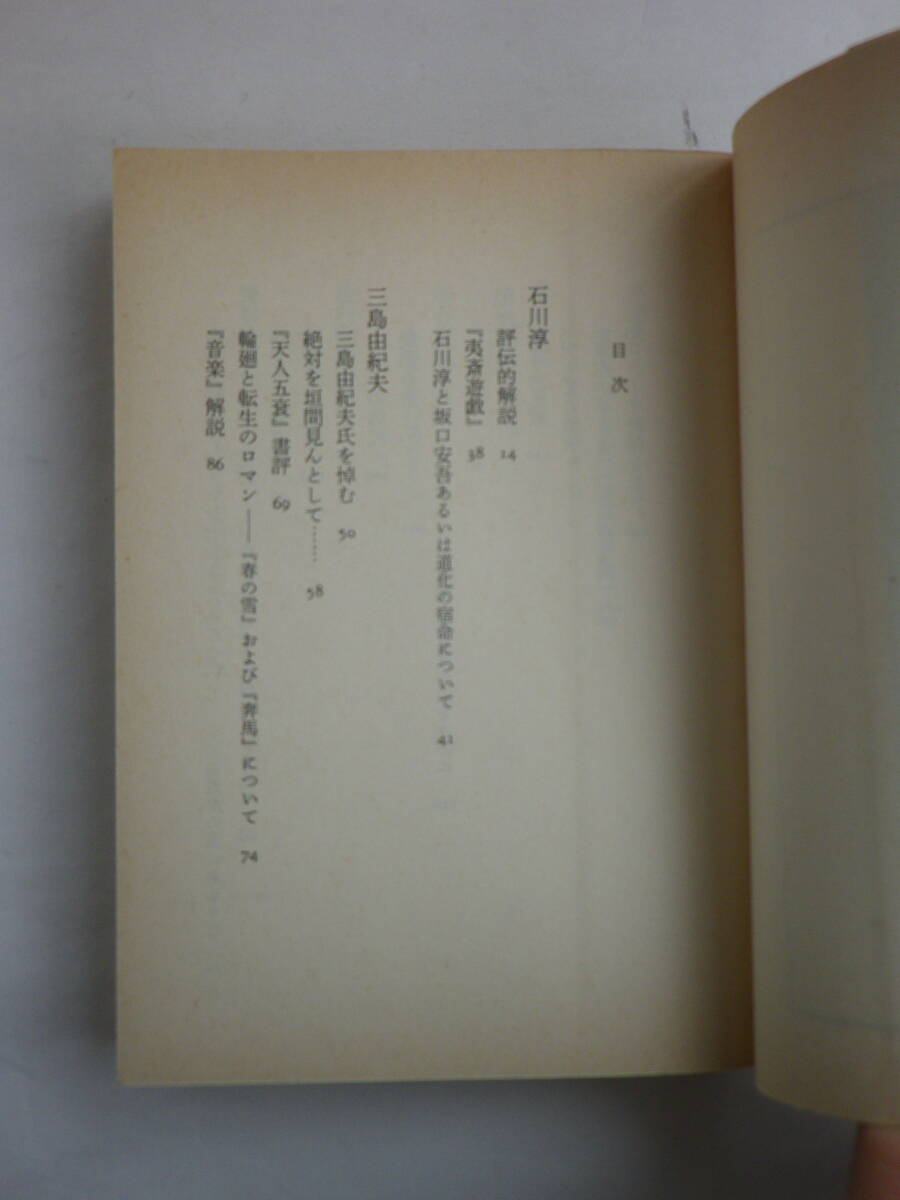 目次
石川淳
評伝的解説 14
『夷斎遊戯』 38
石川淳と坂口安吾あるいは道化の宿命について 41
三島由紀夫
三島由紀夫氏を悼む 50
絶対を垣間見んとして…… 58
『天人五衰』書評 69
輪廻と転生のロマン――『春の雪』および『奔馬』について 74
『音楽』解説 86